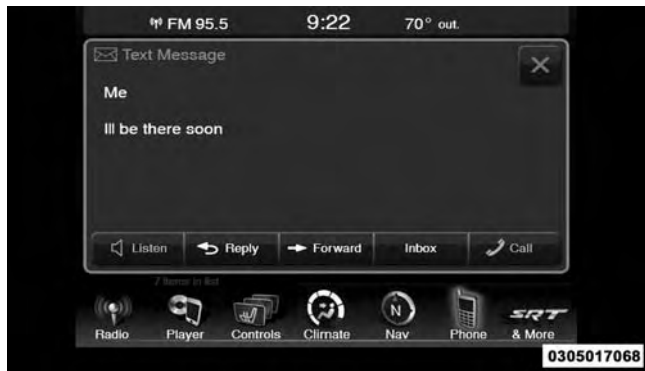 FM 95.5 9:22 70° out.
Text Message
Me
Ill be there soon
Listen Reply Forward Inbox Call
7 Items in list
N
Radio Player Controls Climate Nav Phone SRT & More
0305017068